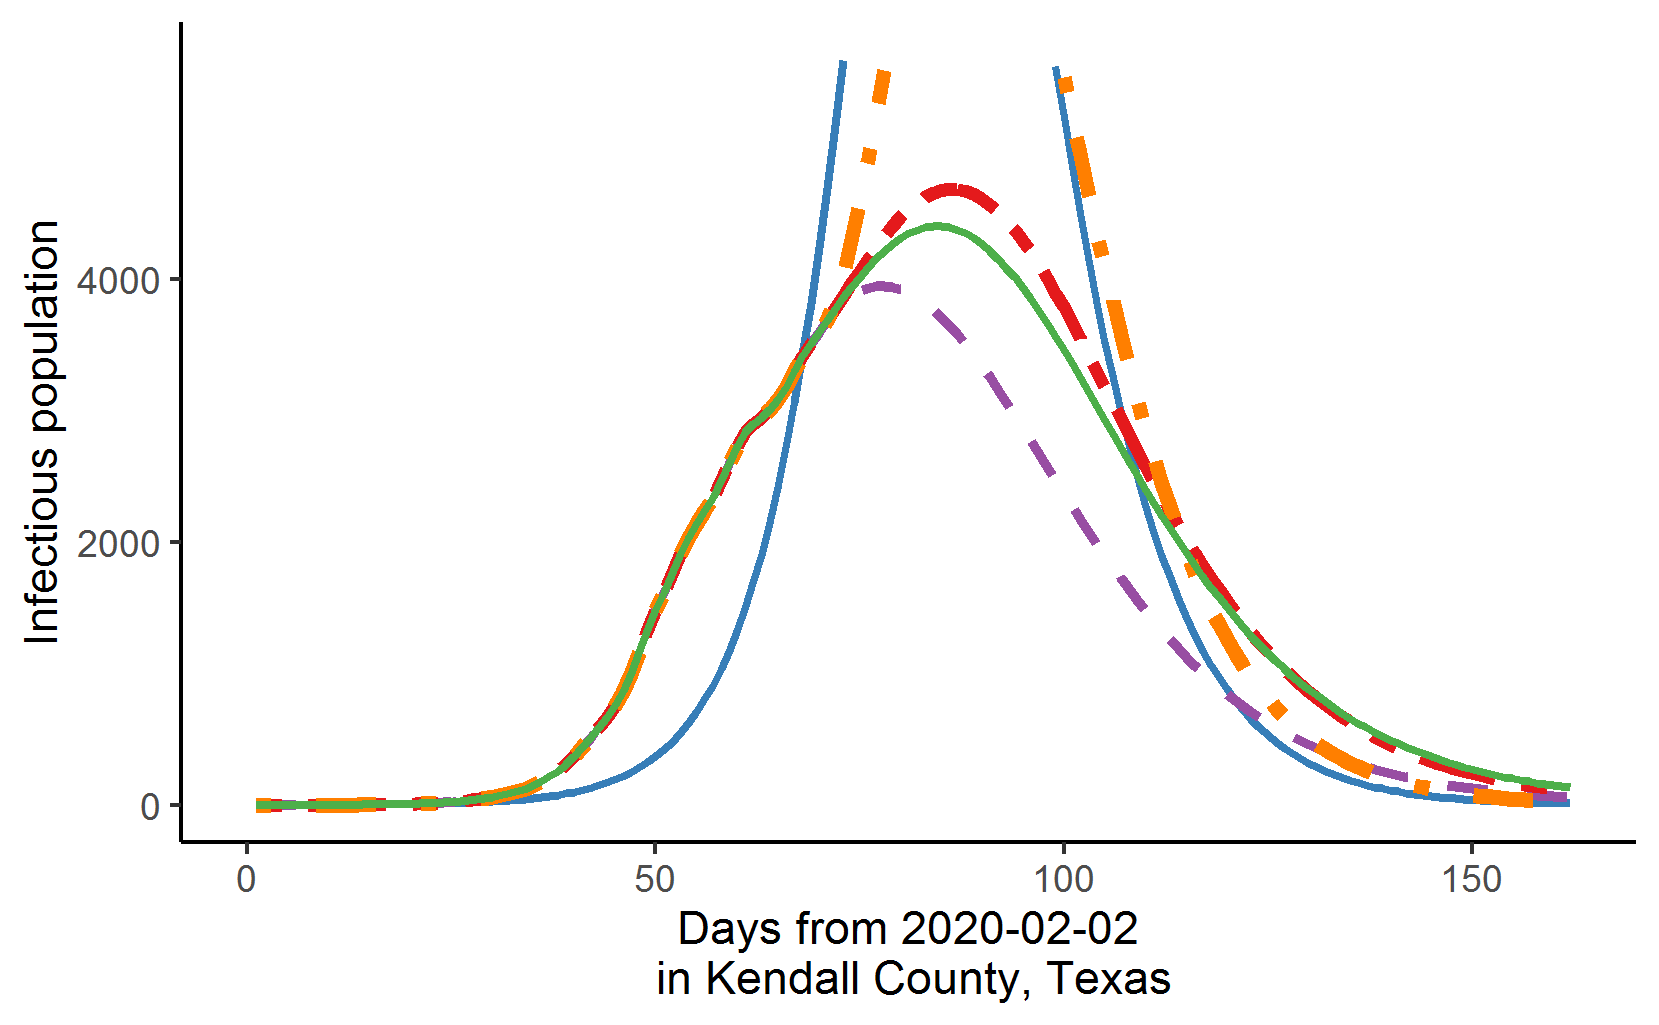 Infectious population
4000
2000
0
0 50 100 150
Days from 2020-02-02
in Kendall County, Texas